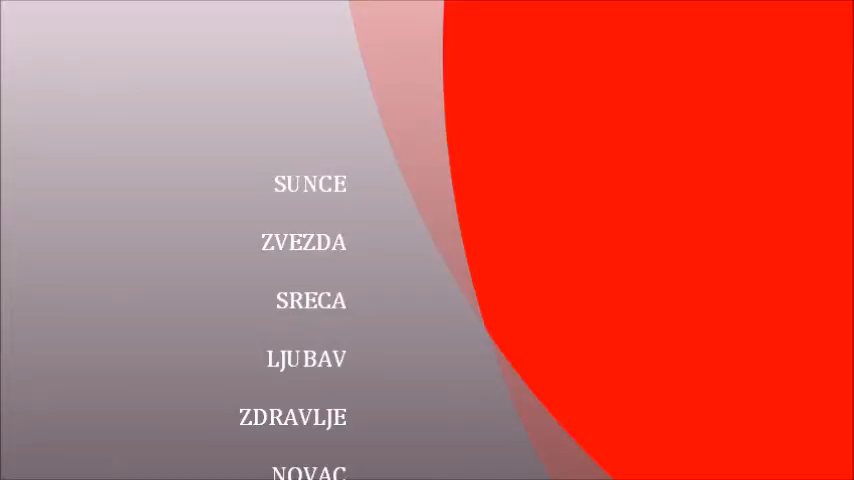 SUNCE
ZVEZDA
SRECA
LJUBAV
ZDRAVLJE
NOVAC